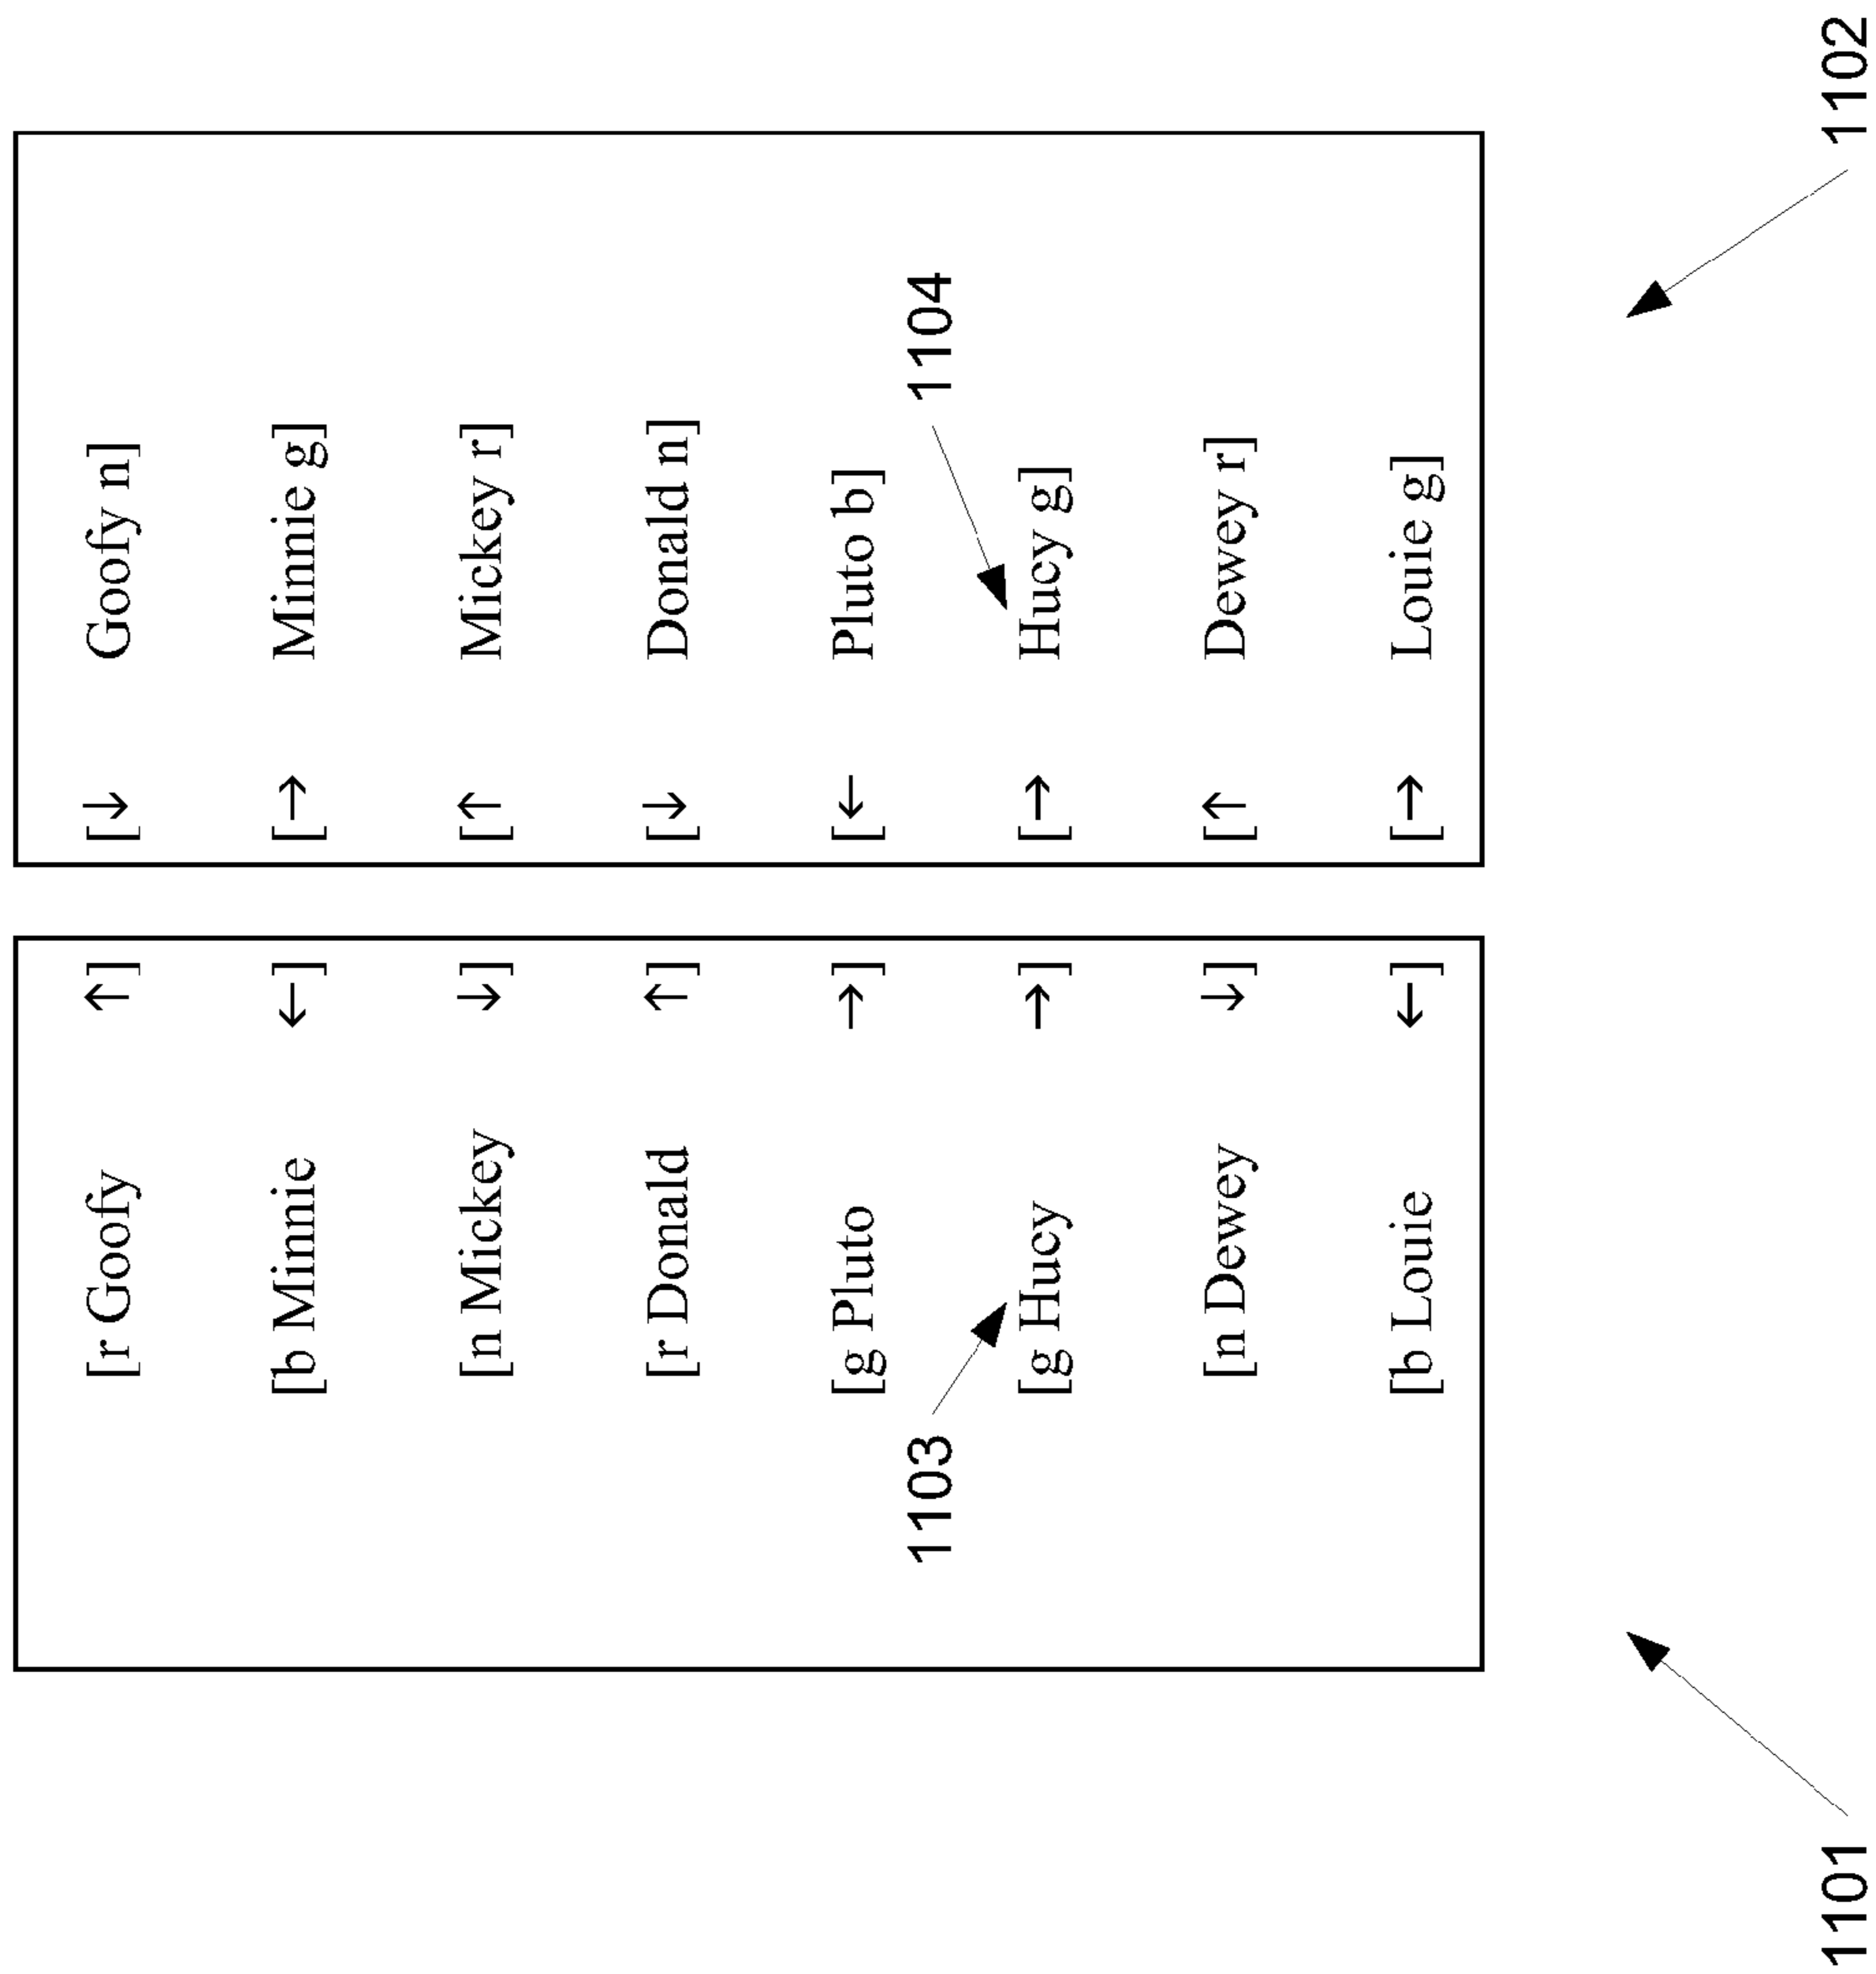 [r Goofy ↑] [↓ Goofy n]
[b Minnie ←] [→ Minnie g]
[n Mickey ↓] [↑ Mickey r]
[r Donald ↑] [↓ Donald n]
[g Pluto →] [← Pluto b]
1103 1104
[g Hucy →] [→ Hucy g]
[n Dewey ↓] [↑ Dewey r]
[b Louie ←] [→ Louie g]
1101 1102